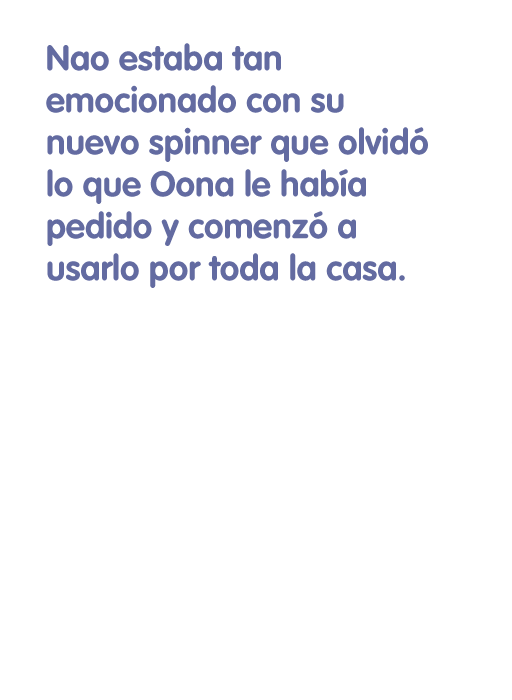 Nao estaba tan
emocionado con su
nuevo spinner que olvidó
lo que Oona le había
pedido y comenzó a
usarlo por toda la casa.